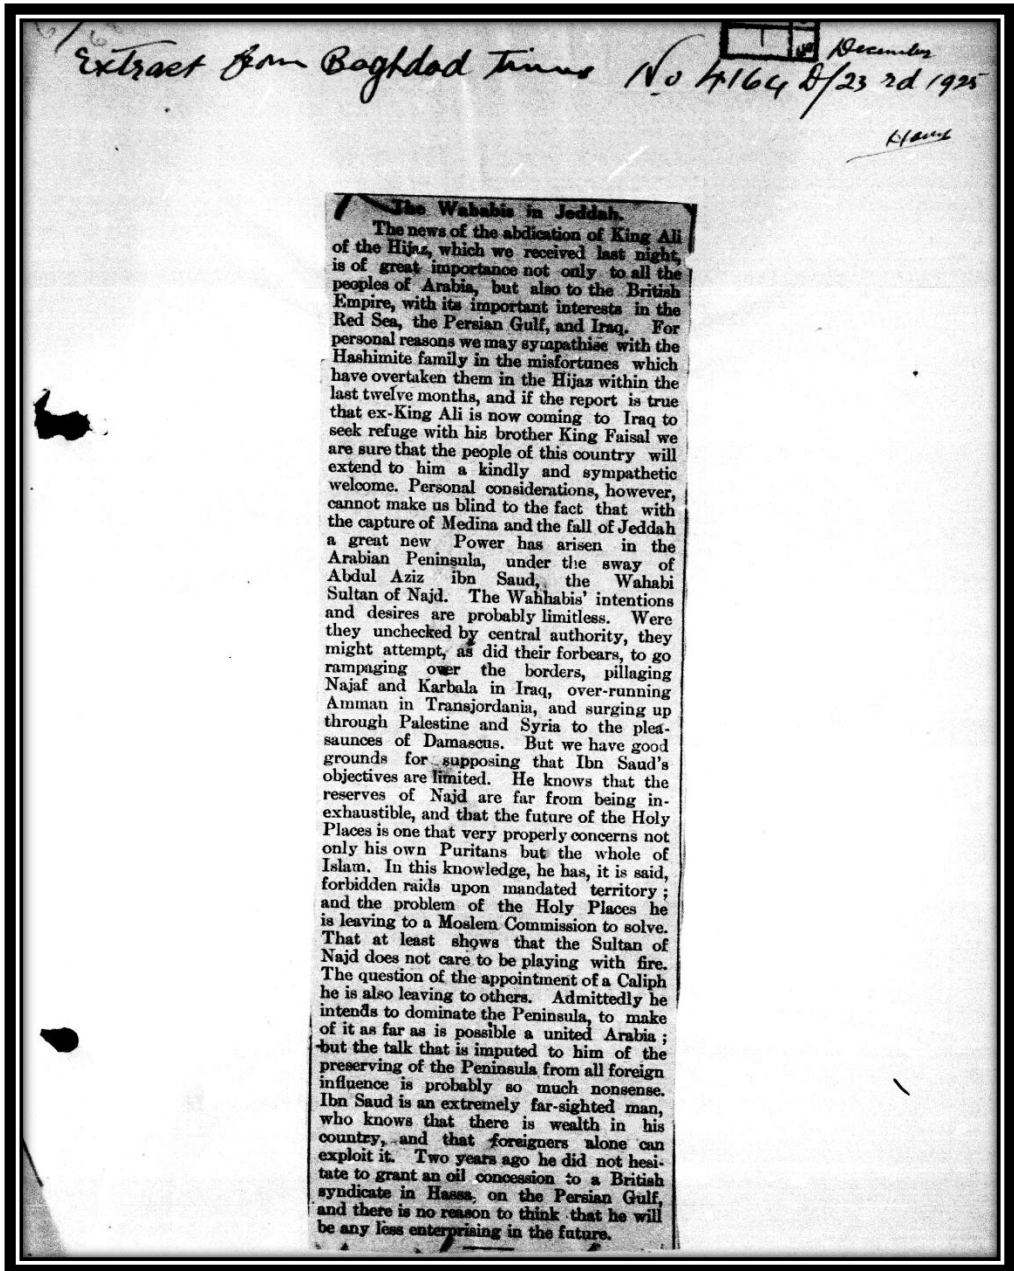 Extract from Baghdad Times No 4164 D/23 rd December 1925
The Wahabis in Jeddah.
The news of the abdication of King Ali
of the Hijaz, which we received last night,
is of great importance not only to all the
peoples of Arabia, but also to the British
Empire, with its important interests in the
Red Sea, the Persian Gulf, and Iraq. For
personal reasons we may sympathise with the
Hashimite family in the misfortunes which
have overtaken them in the Hijaz within the
last twelve months, and if the report is true
that ex-King Ali is now coming to Iraq to
seek refuge with his brother King Faisal we
are sure that the people of this country will
extend to him a kindly and sympathetic
welcome. Personal considerations, however,
cannot make us blind to the fact that with
the capture of Medina and the fall of Jeddah
a great new Power has arisen in the
Arabian Peninsula, under the sway of
Abdul Aziz ibn Saud, the Wahabi
Sultan of Najd. The Wahhabis' intentions
and desires are probably limitless. Were
they unchecked by central authority, they
might attempt, as did their forbears, to go
rampaging over the borders, pillaging
Najaf and Karbala in Iraq, over-running
Amman in Transjordania, and surging up
through Palestine and Syria to the plea-
saunces of Damascus. But we have good
grounds for supposing that Ibn Saud's
objectives are limited. He knows that the
reserves of Najd are far from being in-
exhaustible, and that the future of the Holy
Places is one that very properly concerns not
only his own Puritans but the whole of
Islam. In this knowledge, he has, it is said,
forbidden raids upon mandated territory ;
and the problem of the Holy Places he
is leaving to a Moslem Commission to solve.
That at least shows that the Sultan of
Najd does not care to be playing with fire.
The question of the appointment of a Caliph
he is also leaving to others. Admittedly he
intends to dominate the Peninsula, to make
of it as far as is possible a united Arabia ;
but the talk that is imputed to him of the
preserving of the Peninsula from all foreign
influence is probably so much nonsense.
Ibn Saud is an extremely far-sighted man,
who knows that there is wealth in his
country, and that foreigners alone can
exploit it. Two years ago he did not hesi-
tate to grant an oil concession to a British
syndicate in Hassa, on the Persian Gulf,
and there is no reason to think that he will
be any less enterprising in the future.